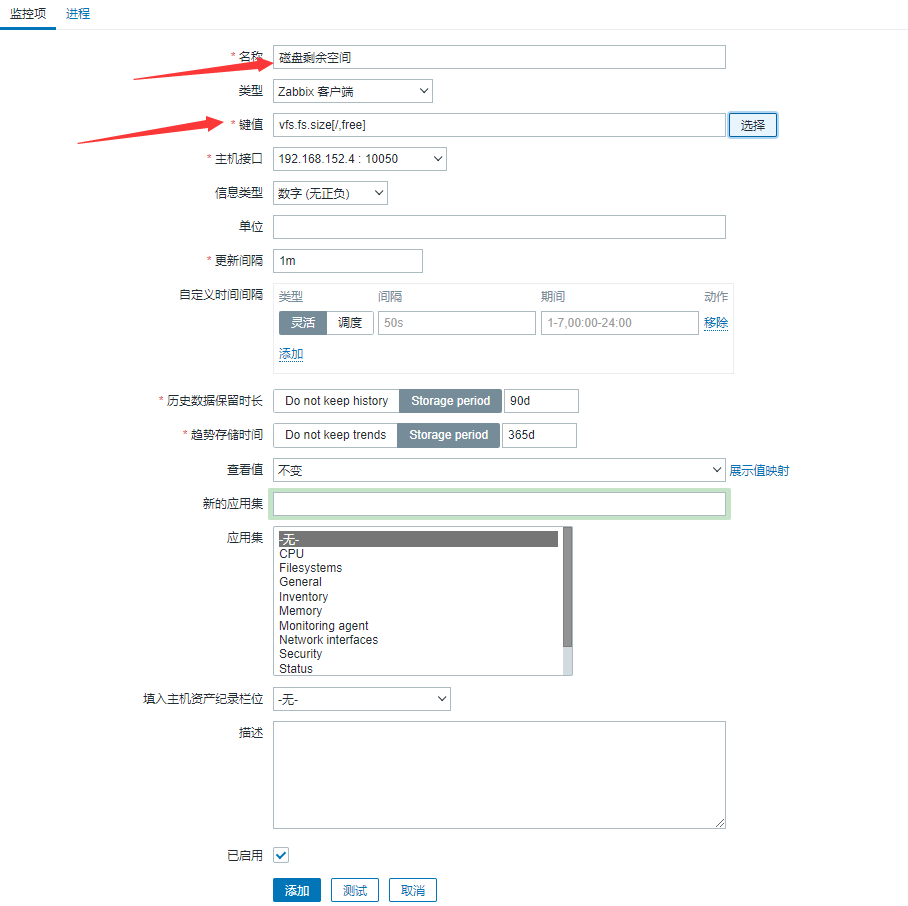 监控项 进程
* 名称 磁盘剩余空间
类型 Zabbix 客户端
* 键值 vfs.fs.size[/,free] 选择
* 主机接口 192.168.152.4 : 10050
信息类型 数字 (无正负)
单位
* 更新间隔 1m
自定义时间间隔 类型 间隔 期间 动作
灵活 调度 50s 1-7,00:00-24:00 移除
添加
* 历史数据保留时长 Do not keep history Storage period 90d
* 趋势存储时间 Do not keep trends Storage period 365d
查看值 不变 展示值映射
新的应用集
应用集 -无-
CPU
Filesystems
General
Inventory
Memory
Monitoring agent
Network interfaces
Security
Status
填入主机资产纪录栏位 -无-
描述
已启用
添加 测试 取消